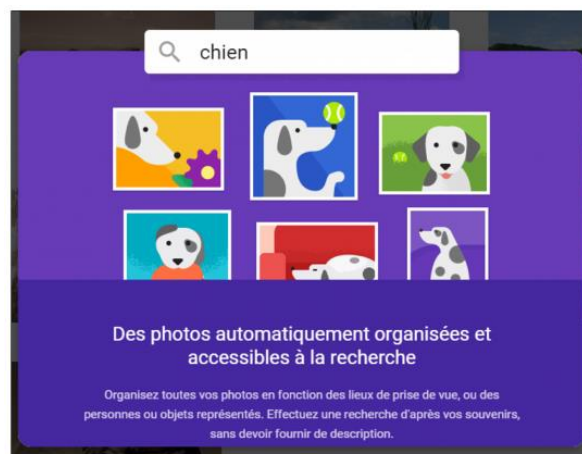 chien
Des photos automatiquement organisées et
accessibles à la recherche
Organisez toutes vos photos en fonction des lieux de prise de vue, ou des
personnes ou objets représentés. Effectuez une recherche d'après vos souvenirs,
sans devoir fournir de description.